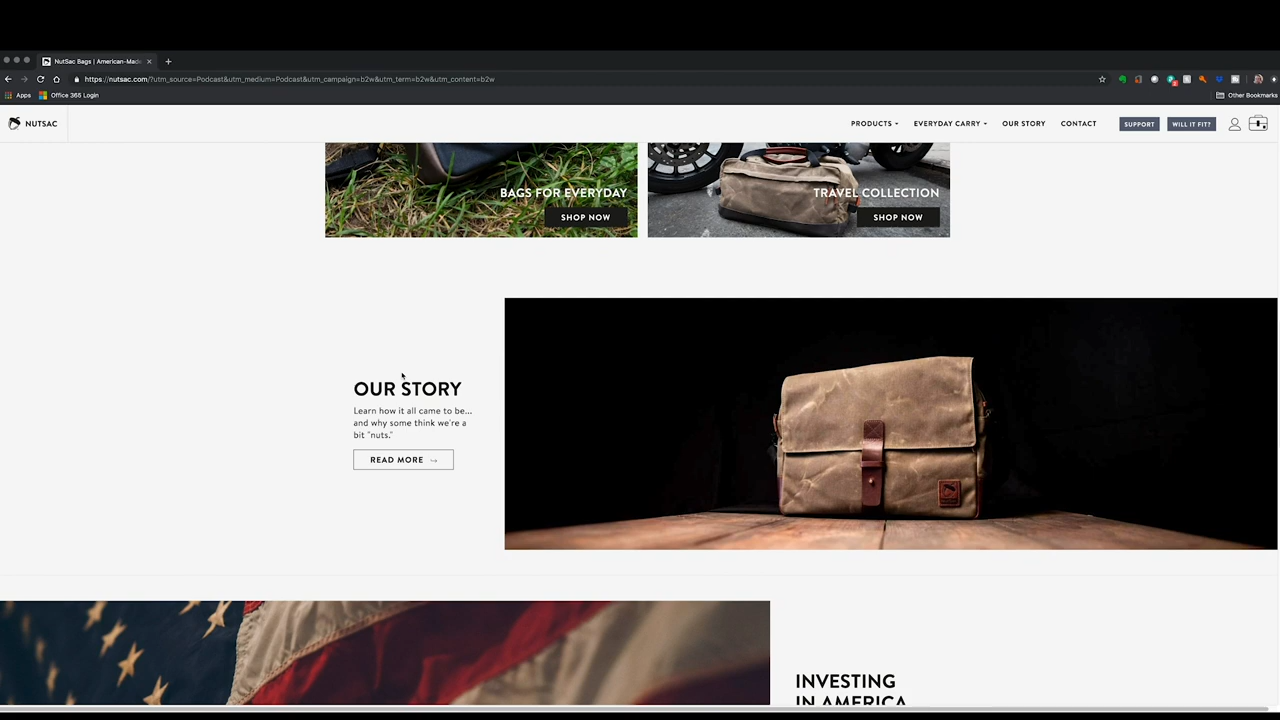 NutSac Bags | American-Made
https://nutsac.com/?utm_source=Podcast&utm_medium=Podcast&utm_campaign=b2w&utm_term=b2w&utm_content=b2w
Apps Office 365 Login Other Bookmarks
NUTSAC PRODUCTS EVERYDAY CARRY OUR STORY CONTACT SUPPORT WILL IT FIT?
BAGS FOR EVERYDAY TRAVEL COLLECTION
SHOP NOW SHOP NOW
OUR STORY
Learn how it all came to be...
and why some think we're a
bit "nuts."
READ MORE
INVESTING
IN AMERICA